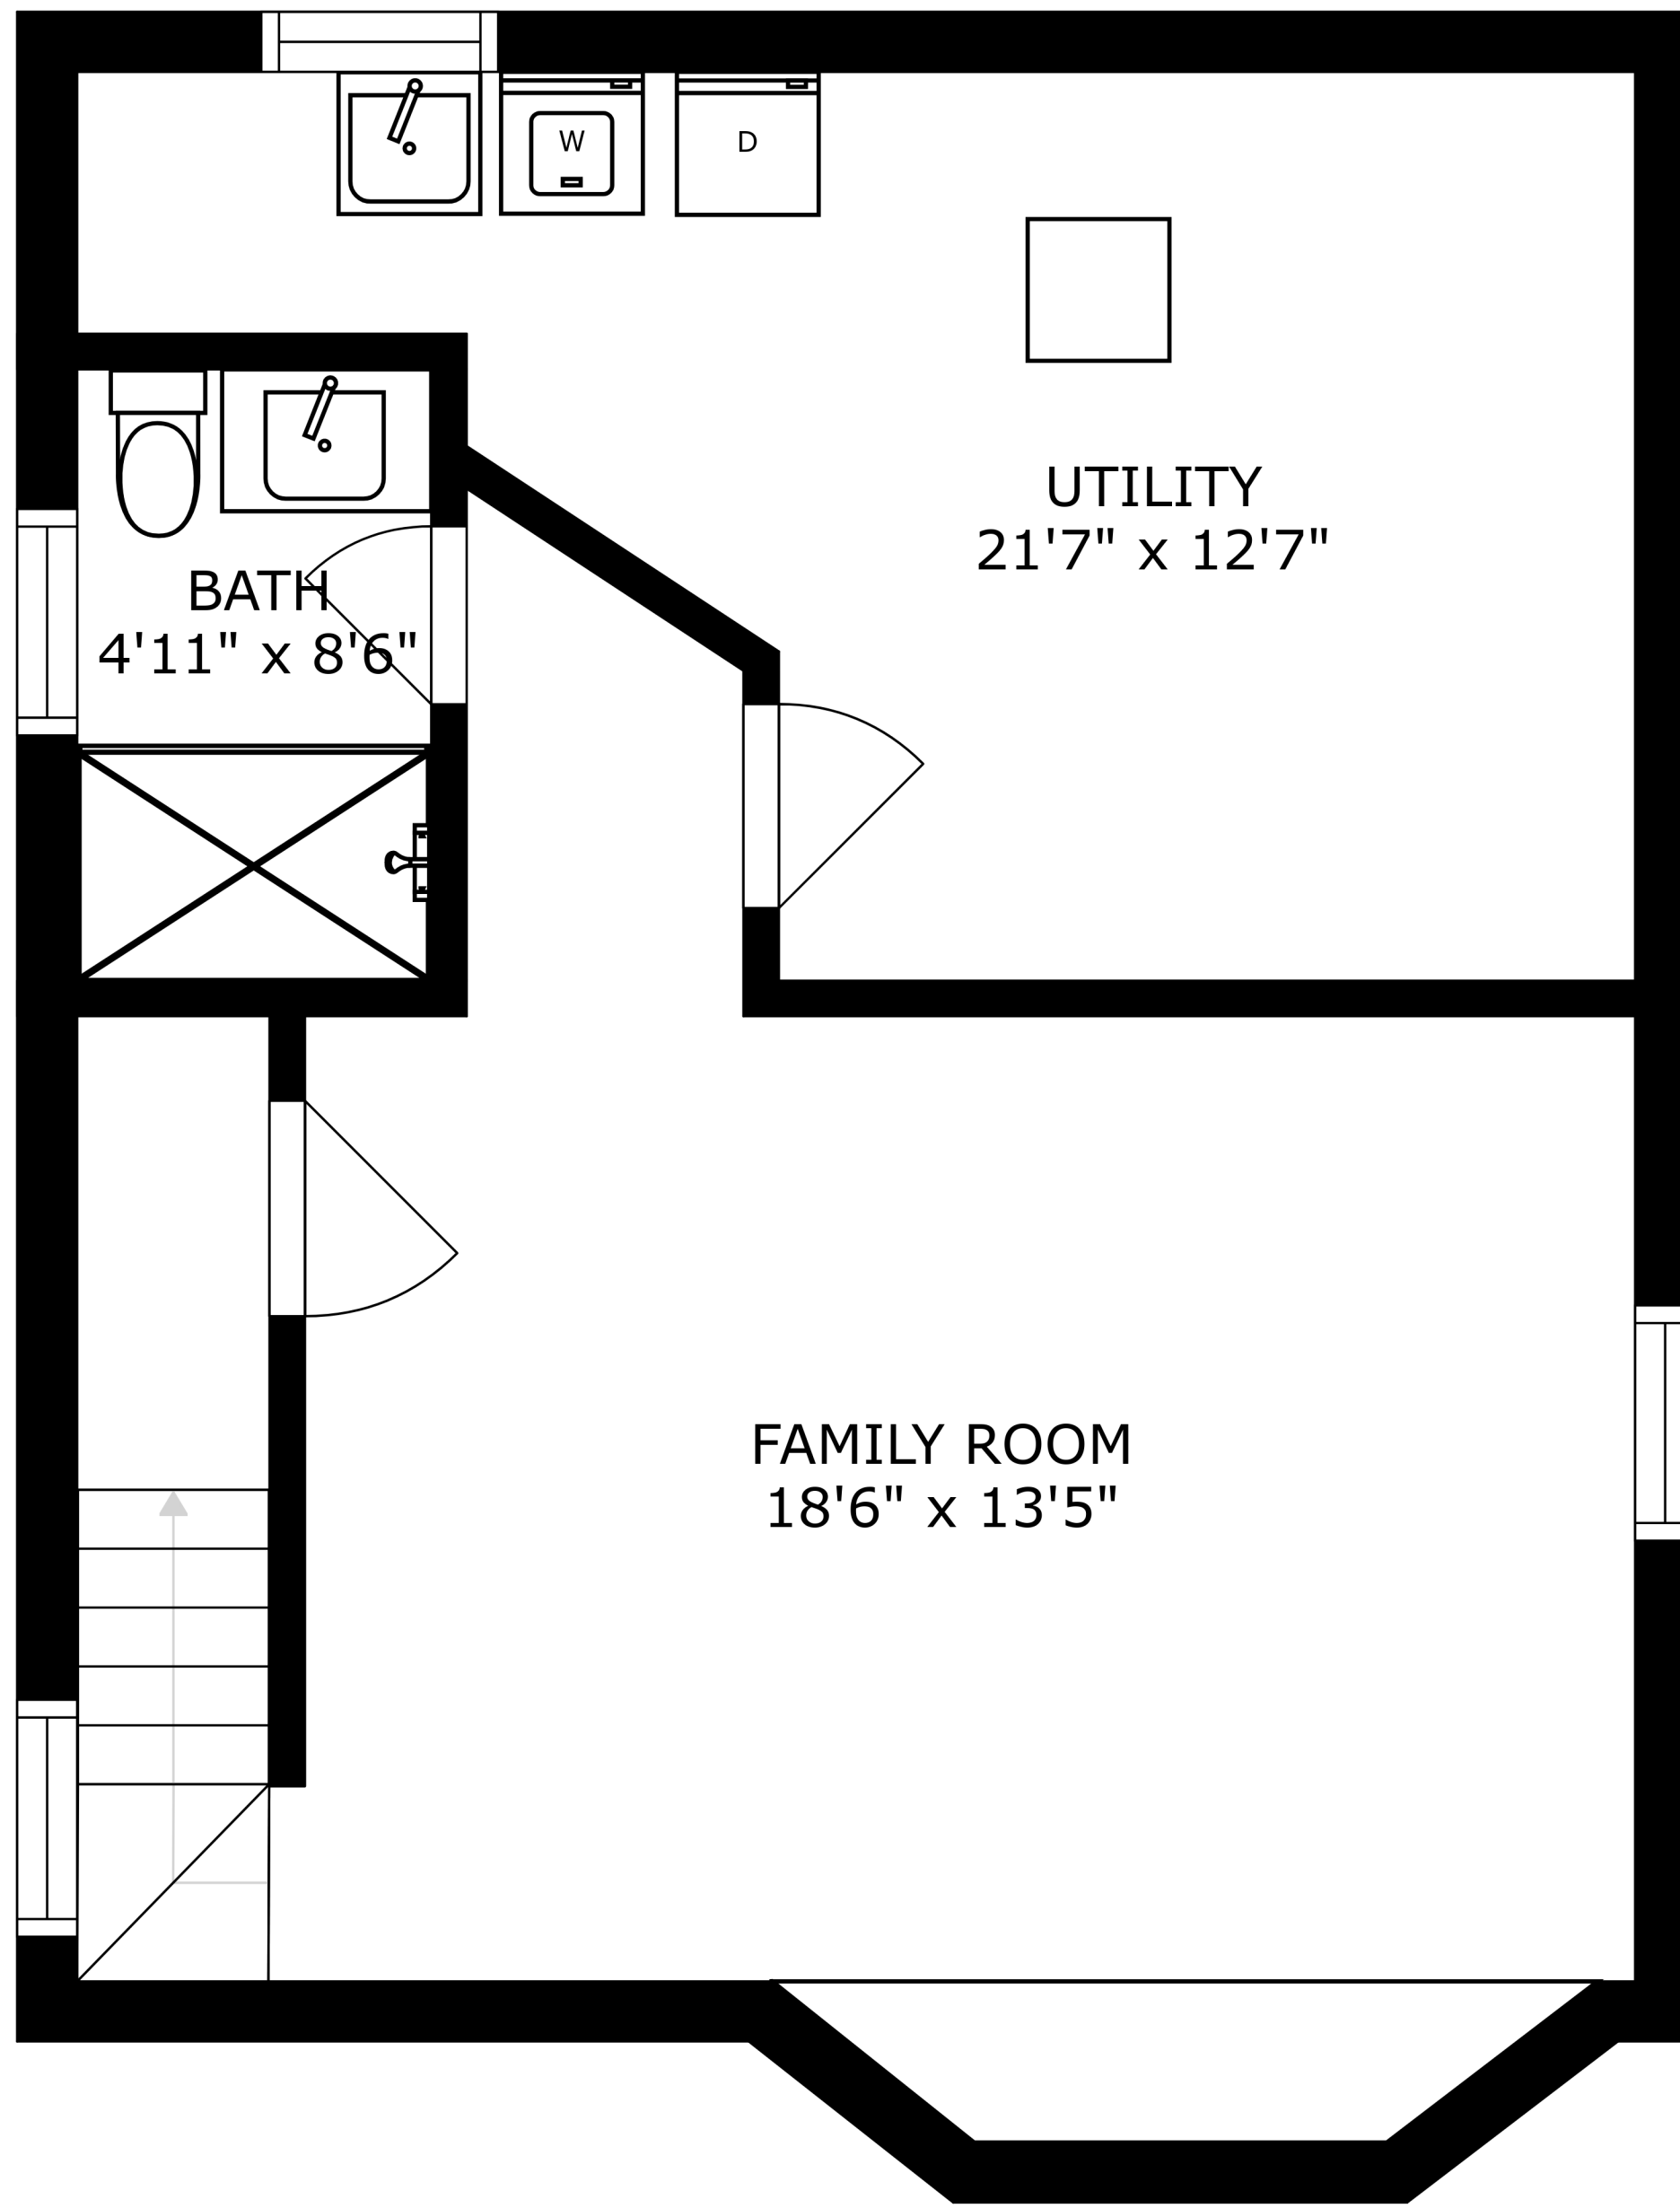 W
D
UTILITY
21'7" x 12'7"
BATH
4'11" x 8'6"
FAMILY ROOM
18'6" x 13'5"